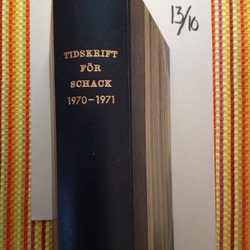 13/10
TIDSKRIFT
FÖR
SCHACK
1970-1971